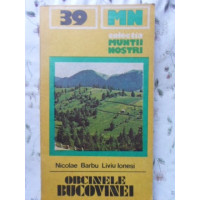 39
MN
colecția
MUNȚII
NOȘTRI
Nicolae Barbu Liviu Ionesi
OBCINELE
BUCOVINEI